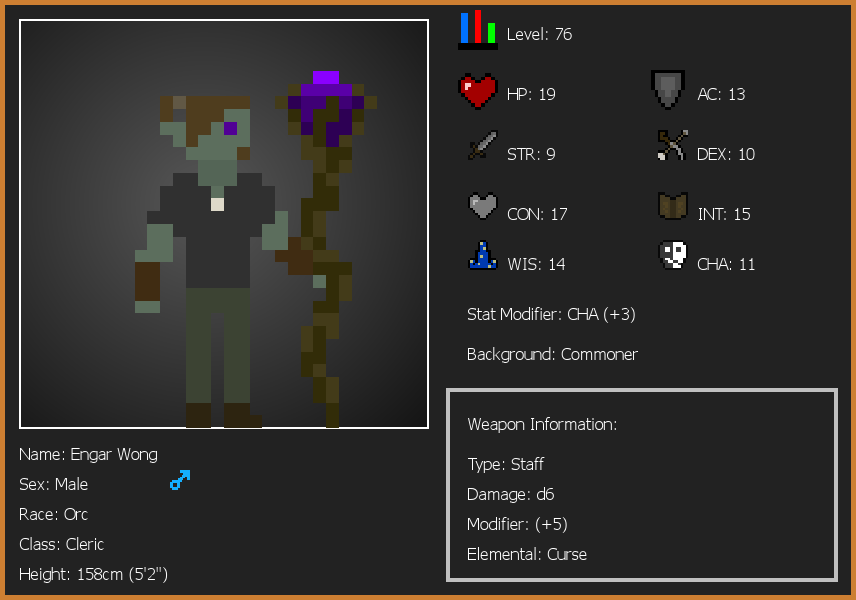 Level: 76
HP: 19
AC: 13
STR: 9
DEX: 10
CON: 17
INT: 15
WIS: 14
CHA: 11
Stat Modifier: CHA (+3)
Background: Commoner
Weapon Information:
Type: Staff
Damage: d6
Modifier: (+5)
Elemental: Curse
Name: Engar Wong
Sex: Male
Race: Orc
Class: Cleric
Height: 158cm (5'2")